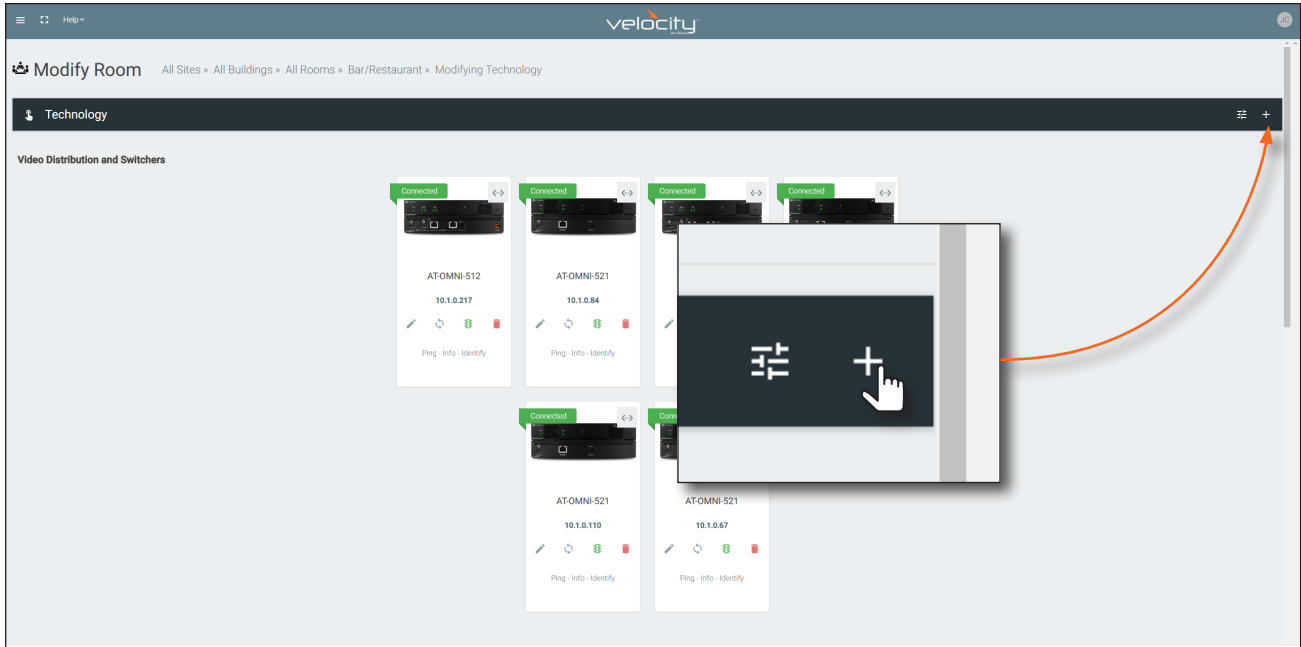 Help
velocity
by Atlona
JC
Modify Room All Sites » All Buildings » All Rooms » Bar/Restaurant » Modifying Technology
Technology
Video Distribution and Switchers
Connected Connected Connected Connected
AT-OMNI-512 AT-OMNI-521
10.1.0.217 10.1.0.84
Ping - Info - Identify Ping - Info - Identify
Connected
AT-OMNI-521 AT-OMNI-521
10.1.0.110 10.1.0.67
Ping - Info - Identify Ping - Info - Identify